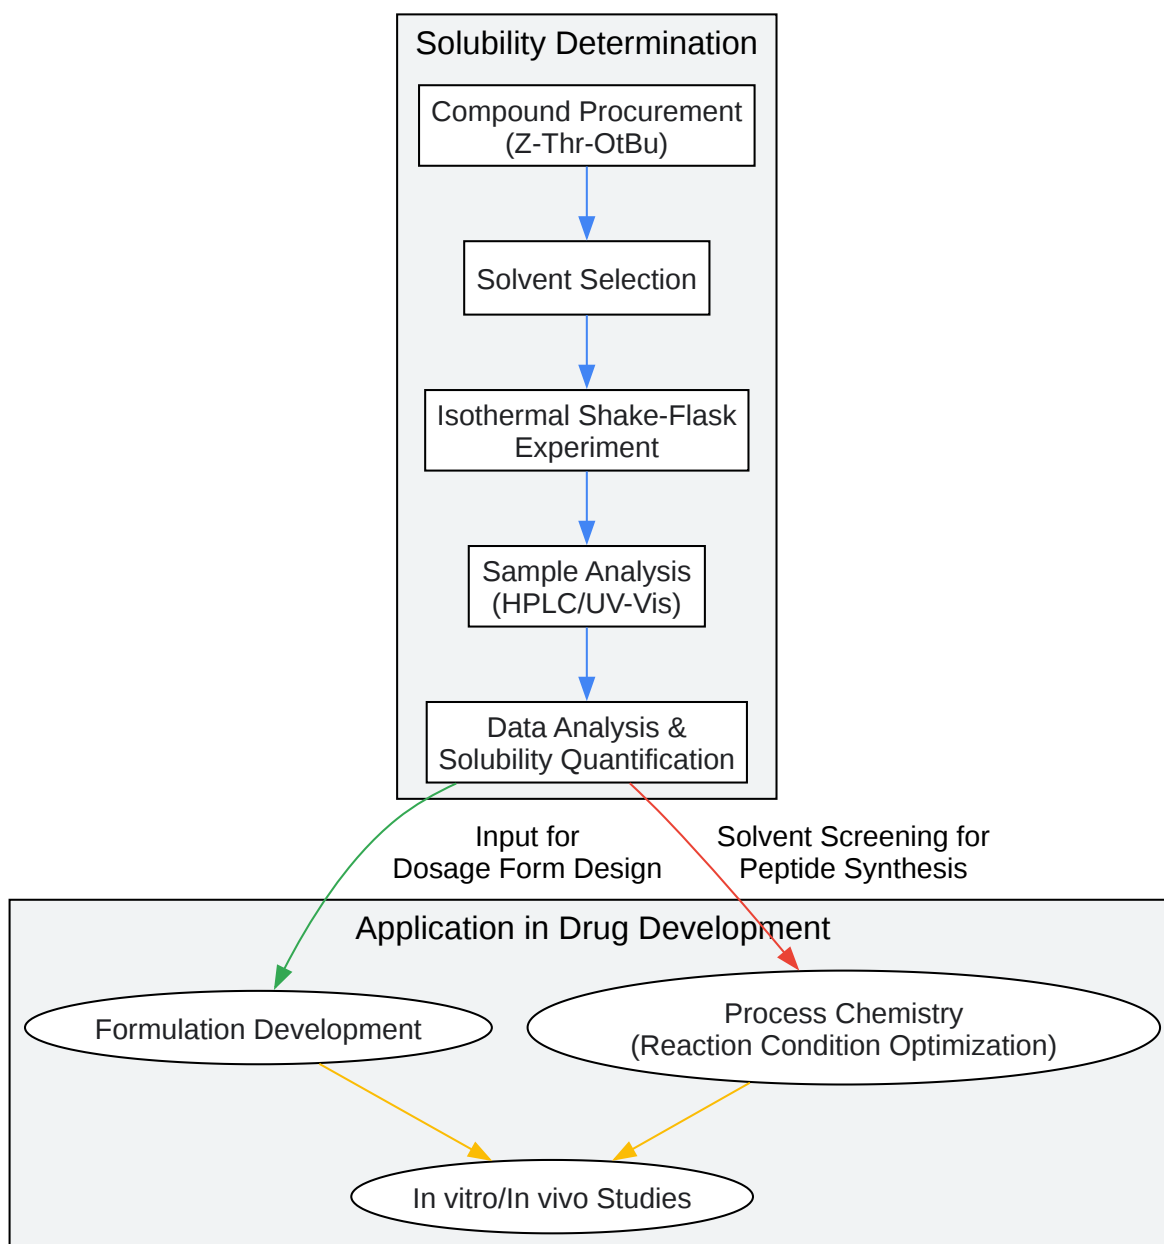 Solubility Determination
Compound Procurement
(Z-Thr-OtBu)
Solvent Selection
Isothermal Shake-Flask
Experiment
Sample Analysis
(HPLC/UV-Vis)
Data Analysis &
Solubility Quantification
Input for
Dosage Form Design
Solvent Screening for
Peptide Synthesis
Application in Drug Development
Formulation Development
Process Chemistry
(Reaction Condition Optimization)
In vitro/In vivo Studies